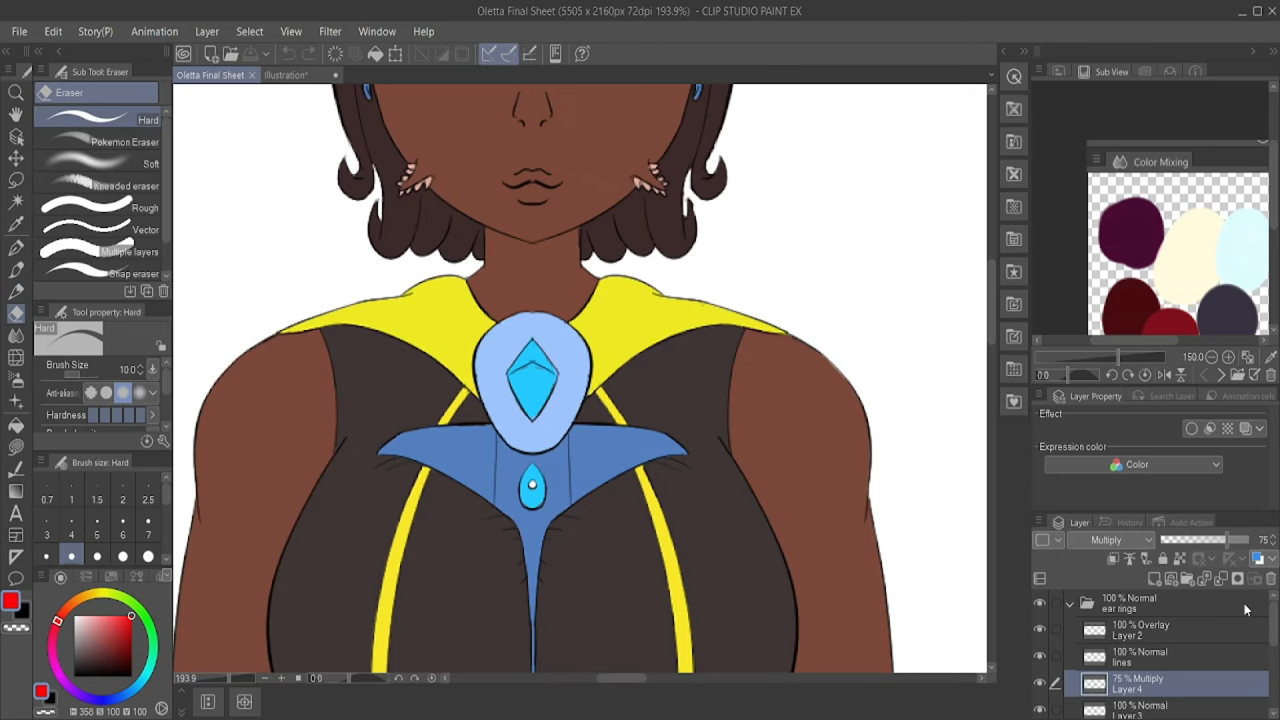 Oletta Final Sheet (5505 x 2160px 72dpi 193.9%) - CLIP STUDIO PAINT EX
File Edit Story(P) Animation Layer Select View Filter Window Help
Sub Tool: Eraser
Eraser
Hard
Pokemon Eraser
Soft
Kneaded eraser
Rough
Vector
Multiple layers
Snap eraser
Tool property: Hard
Hard
Brush Size 10.0
Anti-aliasing
Hardness
Brush size: Hard
0.7 1 1.5 2 2.5
3 4 5 6 7
H 358 S 100 V 100
Oletta Final Sheet
Illustration*
193.9
0.0
Sub View
Color Mixing
150.0
0.0
Layer Property
Search Layer
Animation cels
Effect
Expression color
Color
Layer
History
Auto Action
Multiply
75
100 % Normal
ear rings
100 % Overlay
Layer 2
100 % Normal
lines
75 % Multiply
Layer 4
100 % Normal
Layer 3